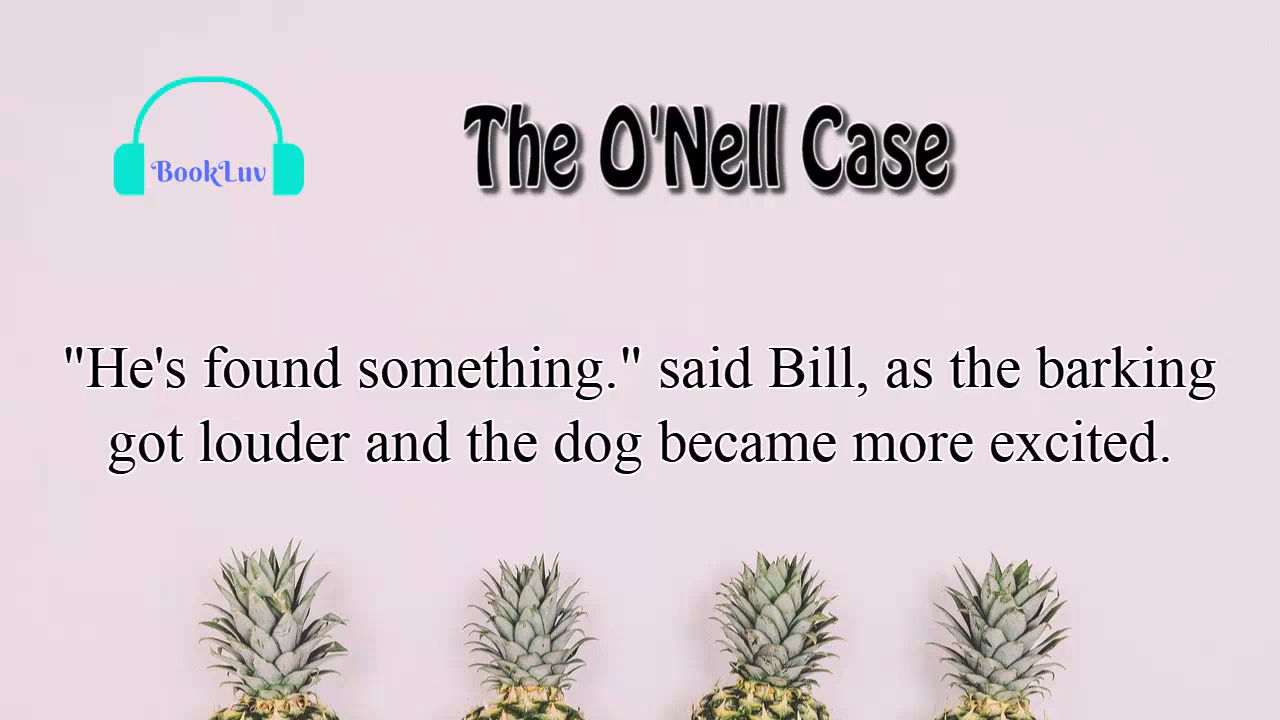 The O'Nell Case
BookLuv
"He's found something." said Bill, as the barking
got louder and the dog became more excited.